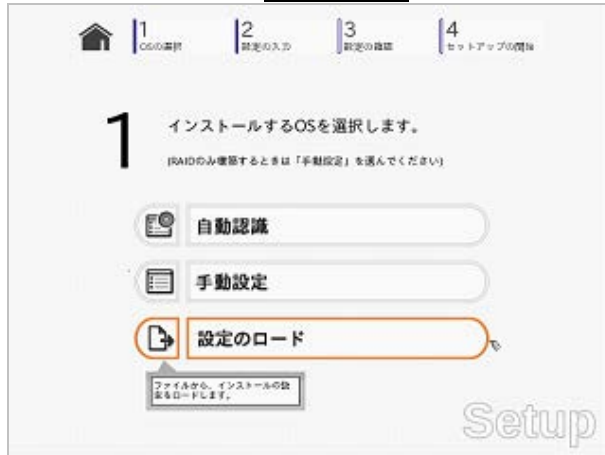 1
OSの選択
2
設定の入力
3
設定の確認
4
セットアップの開始
1
インストールするOSを選択します。
(RAIDのみ構築するときは「手動設定」を選んでください)
自動認識
手動設定
設定のロード
ファイルから、インストールの設
定をロードします。
Setup